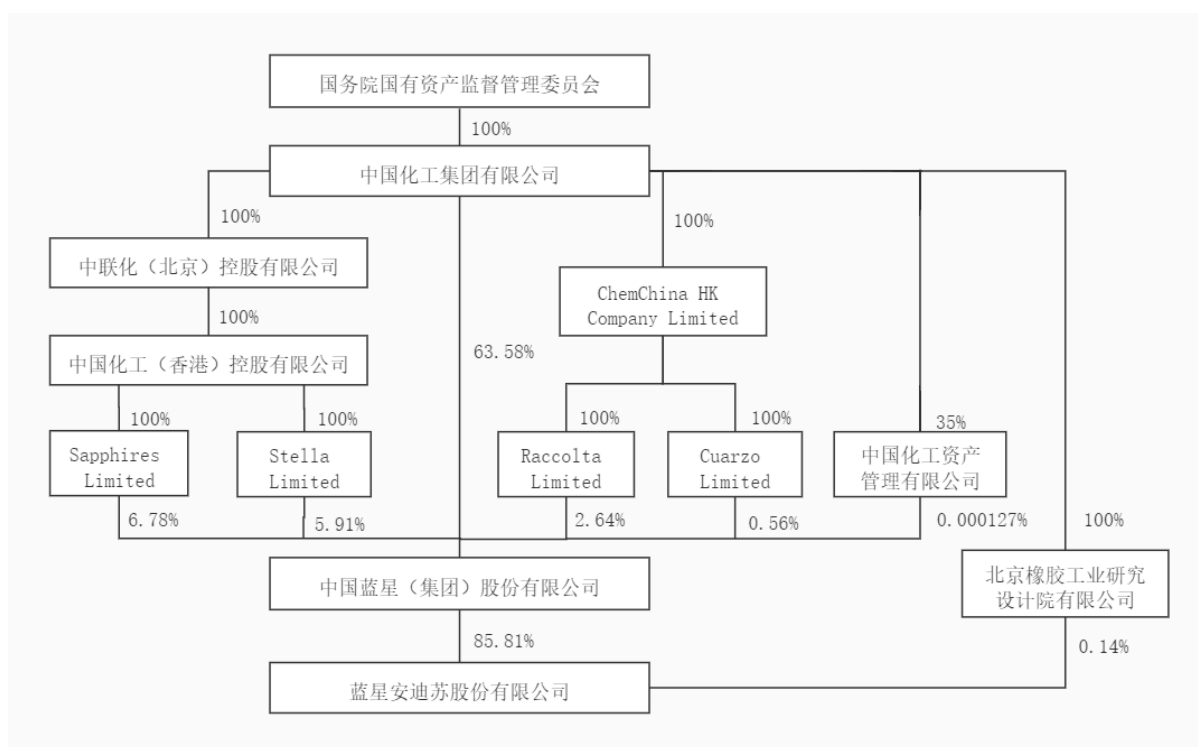 国务院国有资产监督管理委员会
100%
中国化工集团有限公司
100%
100%
中联化（北京）控股有限公司
ChemChina HK
Company Limited
100%
63.58%
中国化工（香港）控股有限公司
100%
100%
100%
100%
35%
Sapphires
Limited
Stella
Limited
Raccolta
Limited
Cuarzo
Limited
中国化工资产
管理有限公司
6.78%
5.91%
2.64%
0.56%
0.000127%
100%
中国蓝星（集团）股份有限公司
北京橡胶工业研究
设计院有限公司
85.81%
0.14%
蓝星安迪苏股份有限公司